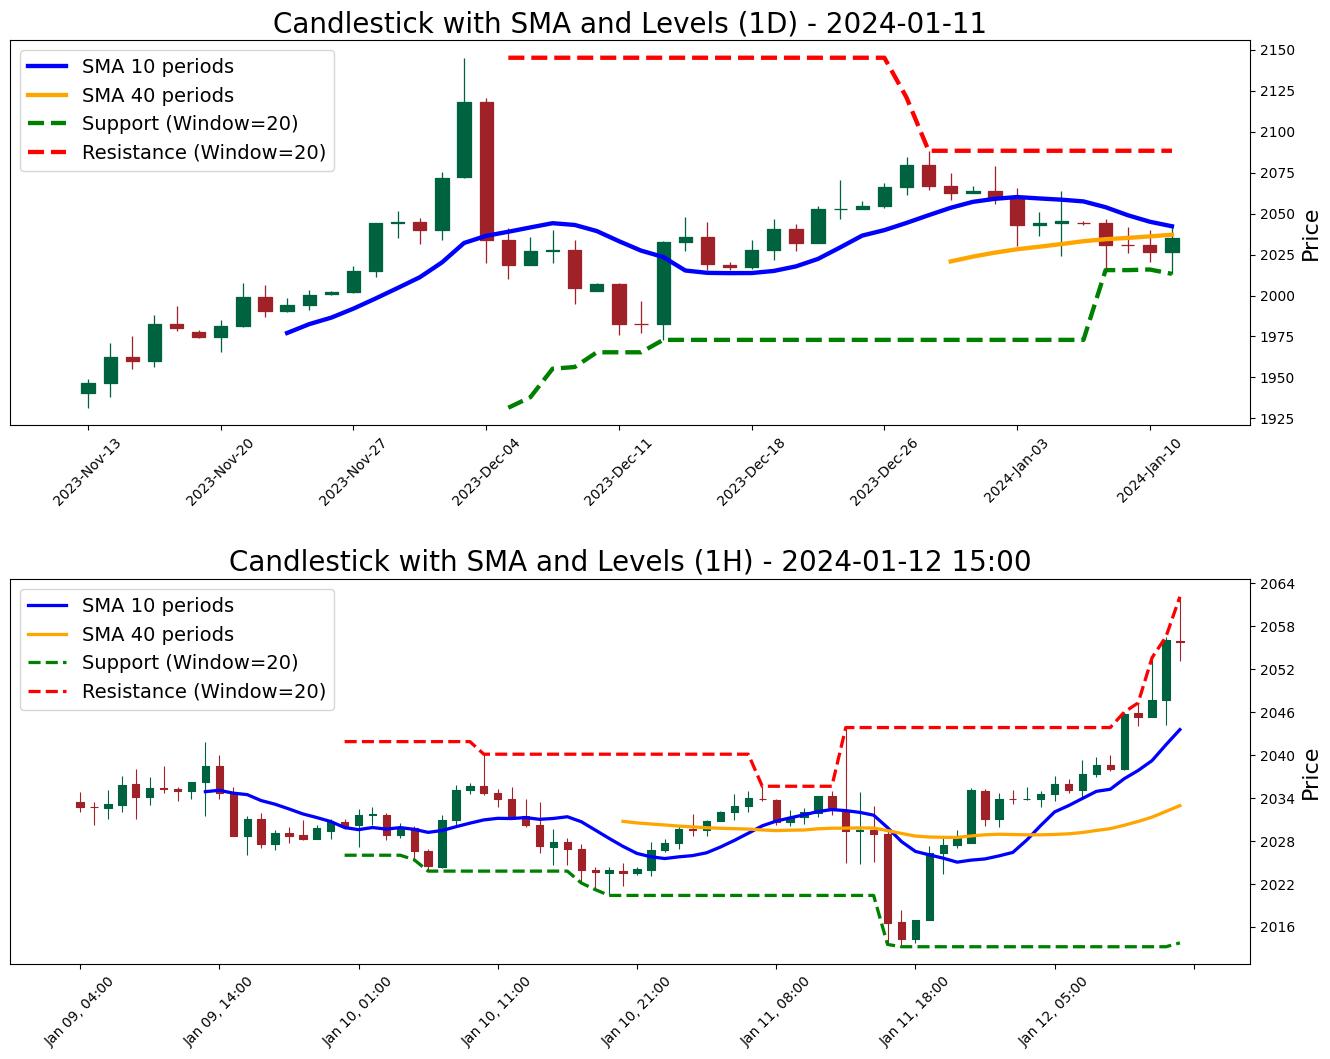 Candlestick with SMA and Levels (1D) - 2024-01-11
SMA 10 periods
SMA 40 periods
Support (Window=20)
Resistance (Window=20)
2150
2125
2100
2075
2050
2025
2000
1975
1950
1925
Price
2023-Nov-13
2023-Nov-20
2023-Nov-27
2023-Dec-04
2023-Dec-11
2023-Dec-18
2023-Dec-26
2024-Jan-03
2024-Jan-10
Candlestick with SMA and Levels (1H) - 2024-01-12 15:00
SMA 10 periods
SMA 40 periods
Support (Window=20)
Resistance (Window=20)
2064
2058
2052
2046
2040
2034
2028
2022
2016
Price
Jan 09, 04:00
Jan 09, 14:00
Jan 10, 01:00
Jan 10, 11:00
Jan 10, 21:00
Jan 11, 08:00
Jan 11, 18:00
Jan 12, 05:00